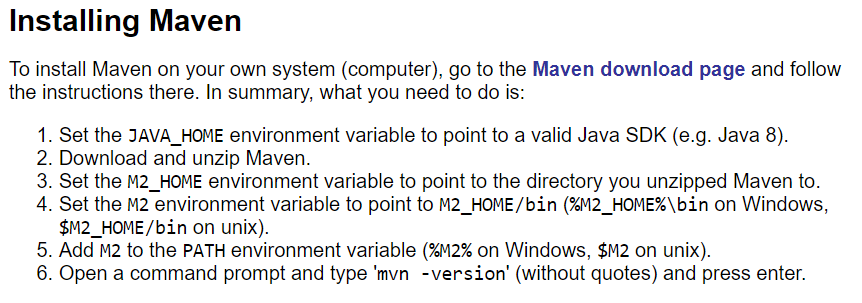 Installing Maven
To install Maven on your own system (computer), go to the Maven download page and follow
the instructions there. In summary, what you need to do is:
1. Set the JAVA_HOME environment variable to point to a valid Java SDK (e.g. Java 8).
2. Download and unzip Maven.
3. Set the M2_HOME environment variable to point to the directory you unzipped Maven to.
4. Set the M2 environment variable to point to M2_HOME/bin (%M2_HOME%\bin on Windows,
$M2_HOME/bin on unix).
5. Add M2 to the PATH environment variable (%M2% on Windows, $M2 on unix).
6. Open a command prompt and type 'mvn -version' (without quotes) and press enter.